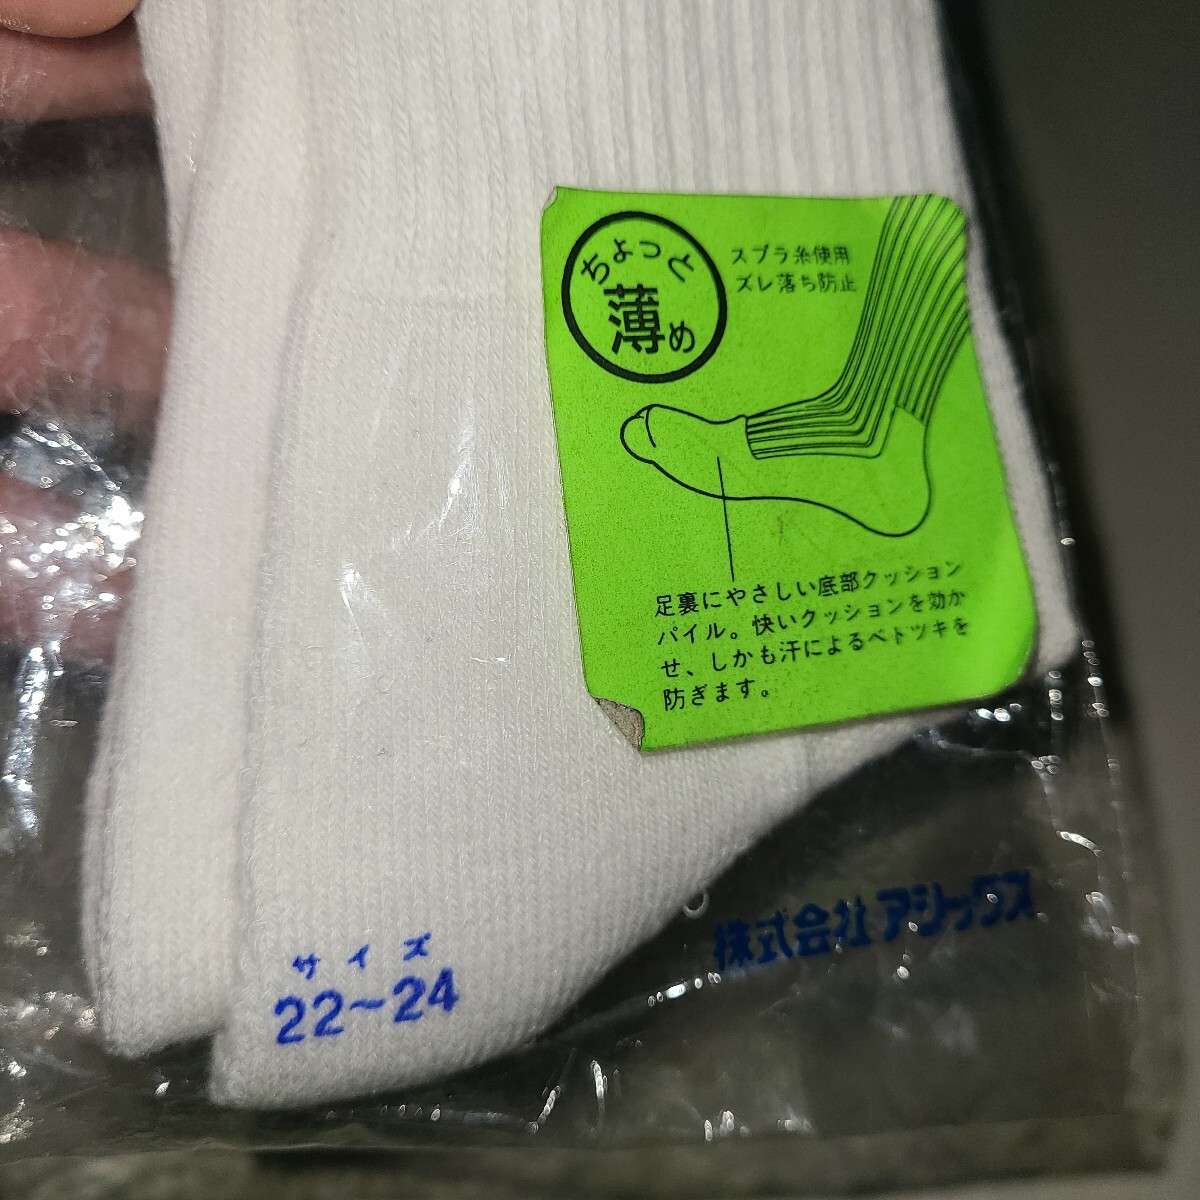 ちょっと
薄め
スプラ糸使用
ズレ落ち防止
足裏にやさしい底部クッション
パイル。快いクッションを効か
せ、しかも汗によるベトツキを
防ぎます。
株式会社アシックス
サイズ
22~24